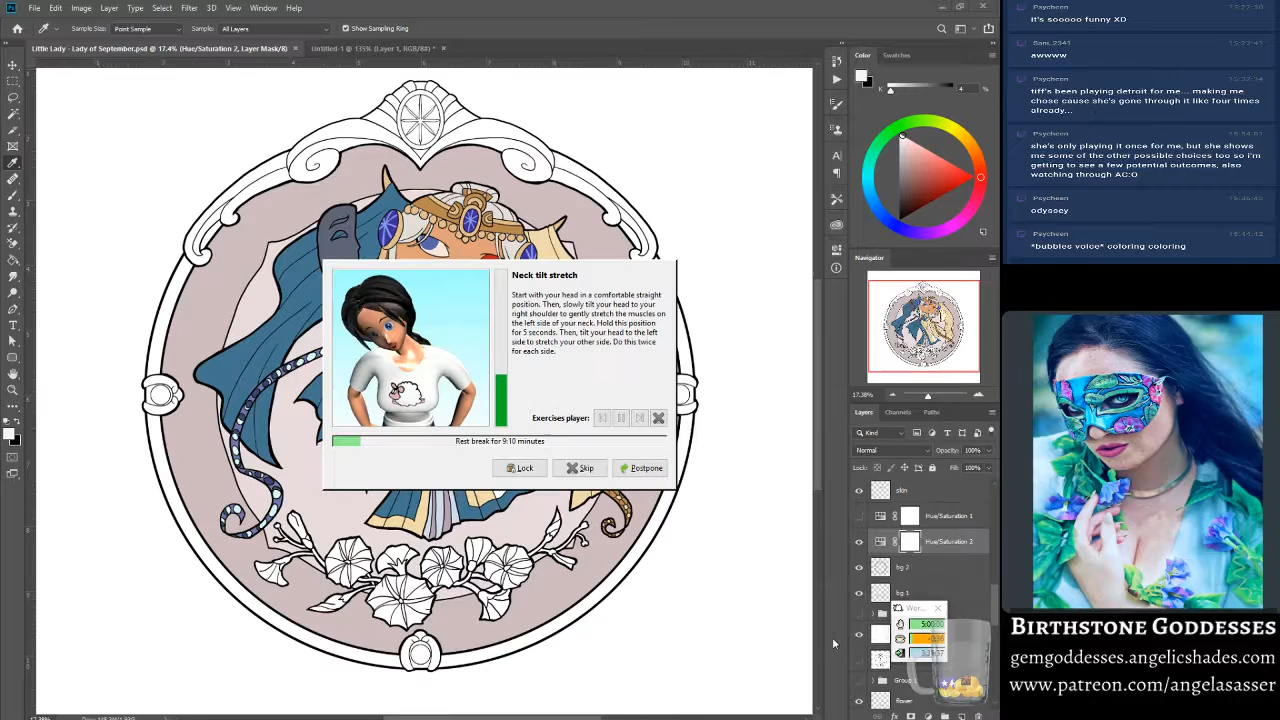 File Edit Image Layer Type Select Filter 3D View Window Help
Sample Size: Point Sample Sample: All Layers Show Sampling Ring
Little Lady - Lady of September.psd @ 17.4% (Hue/Saturation 2, Layer Mask/8) Untitled-1 @ 135% (Layer 1, RGB/8#) *
Neck tilt stretch
Start with your head in a comfortable straight
position. Then, slowly tilt your head to your
right shoulder to gently stretch the muscles on
the left side of your neck. Hold this position
for 5 seconds. Then, tilt your head to the left
side to stretch your other side. Do this twice
for each side.
Exercises player:
Rest break for 9:10 minutes
Lock Skip Postpone
Color Swatches
K 4 %
Navigator
17.38%
Layers Channels Paths
Kind
Normal Opacity: 100%
Lock: Fill: 100%
skin
Hue/Saturation 1
Hue/Saturation 2
bg 2
bg 1
Wor...
5:00:00
Group
flower
Psycheen
it's sooooo funny XD
Sam_2341
awwww
Psycheen
tiff's been playing detroit for me... making me
chose cause she's gone through it like four times
already...
Psycheen
she's only playing it once for me, but she shows
me some of the other possible choices too so i'm
getting to see a few potential outcomes, also
watching through AC:O
Psycheen
odyssey
Psycheen
*bubbles voice* coloring coloring
Birthstone Goddesses
gemgoddesses.angelicshades.com
www.patreon.com/angelasasser